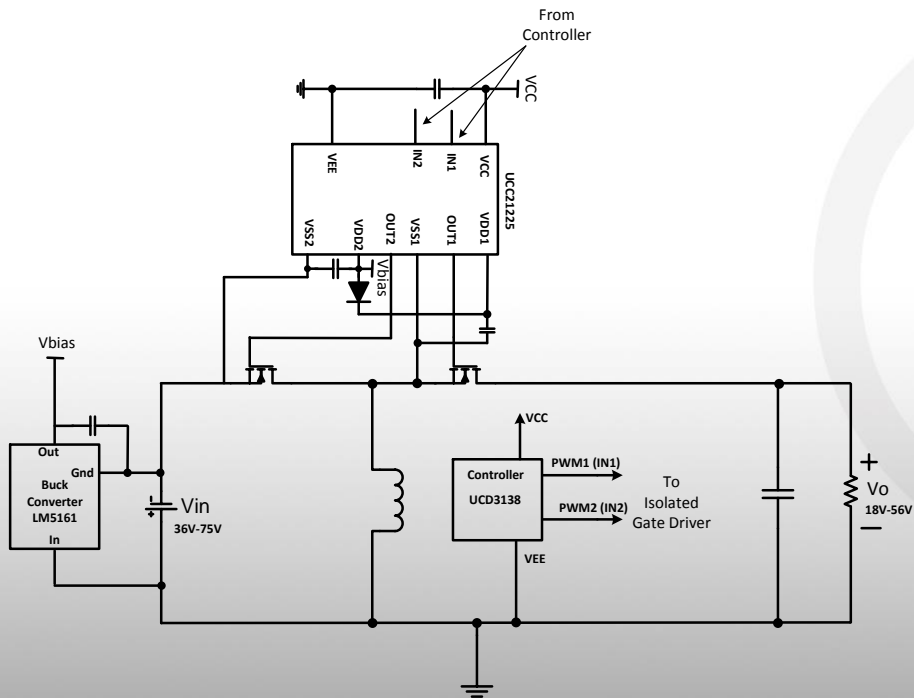 From
Controller
VCC
VEE
IN2
IN1
VCC
UCC21225
VSS2
VDD2
OUT2
VSS1
OUT1
VDD1
Vbias
Vbias
Out
Gnd
Buck
Converter
LM5161
In
-
+
Vin
36V-75V
VCC
Controller
UCD3138
PWM1 (IN1)
PWM2 (IN2)
VEE
To
Isolated
Gate Driver
+
Vo
18V-56V